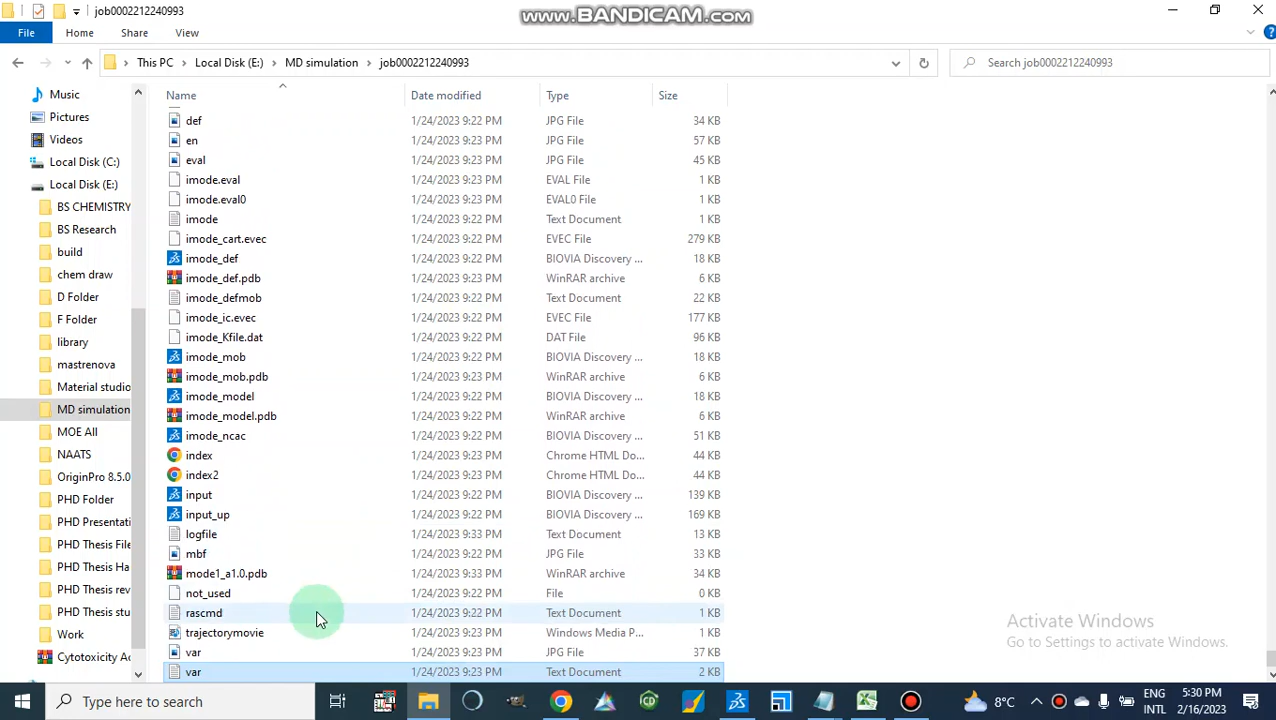 job0002212240993
www.BANDICAM.com
File Home Share View
This PC Local Disk (E:) MD simulation job0002212240993
Search job0002212240993
Name Date modified Type Size
Music
Pictures
Videos
Local Disk (C:)
Local Disk (E:)
BS CHEMISTRY
BS Research
build
chem draw
D Folder
F Folder
library
mastrenova
Material studio
MD simulation
MOE All
NAATS
OriginPro 8.5.0
PHD Folder
PHD Presentati
PHD Thesis File
PHD Thesis Ha
PHD Thesis rev
PHD Thesis stu
Work
Cytotoxicity Ac
def 1/24/2023 9:22 PM JPG File 34 KB
en 1/24/2023 9:22 PM JPG File 57 KB
eval 1/24/2023 9:23 PM JPG File 45 KB
imode.eval 1/24/2023 9:23 PM EVAL File 1 KB
imode.eval0 1/24/2023 9:22 PM EVAL0 File 1 KB
imode 1/24/2023 9:22 PM Text Document 1 KB
imode_cart.evec 1/24/2023 9:22 PM EVEC File 279 KB
imode_def 1/24/2023 9:22 PM BIOVIA Discovery ... 18 KB
imode_def.pdb 1/24/2023 9:23 PM WinRAR archive 6 KB
imode_defmob 1/24/2023 9:22 PM Text Document 22 KB
imode_ic.evec 1/24/2023 9:22 PM EVEC File 177 KB
imode_Kfile.dat 1/24/2023 9:22 PM DAT File 96 KB
imode_mob 1/24/2023 9:22 PM BIOVIA Discovery ... 18 KB
imode_mob.pdb 1/24/2023 9:23 PM WinRAR archive 6 KB
imode_model 1/24/2023 9:22 PM BIOVIA Discovery ... 18 KB
imode_model.pdb 1/24/2023 9:23 PM WinRAR archive 6 KB
imode_ncac 1/24/2023 9:22 PM BIOVIA Discovery ... 51 KB
index 1/24/2023 9:23 PM Chrome HTML Do... 44 KB
index2 1/24/2023 9:23 PM Chrome HTML Do... 44 KB
input 1/24/2023 9:22 PM BIOVIA Discovery ... 139 KB
input_up 1/24/2023 9:22 PM BIOVIA Discovery ... 169 KB
logfile 1/24/2023 9:33 PM Text Document 13 KB
mbf 1/24/2023 9:22 PM JPG File 33 KB
mode1_a1.0.pdb 1/24/2023 9:33 PM WinRAR archive 34 KB
not_used 1/24/2023 9:22 PM File 0 KB
rascmd 1/24/2023 9:22 PM Text Document 1 KB
trajectorymovie 1/24/2023 9:23 PM Windows Media P... 1 KB
var 1/24/2023 9:23 PM JPG File 37 KB
var 1/24/2023 9:23 PM Text Document 2 KB
Activate Windows
Go to Settings to activate Windows.
Type here to search
8°C
ENG
INTL
5:30 PM
2/16/2023